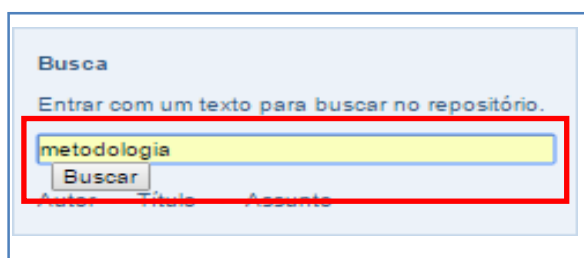 Busca
Entrar com um texto para buscar no repositório.
metodologia
Buscar
Autor Título Assunto